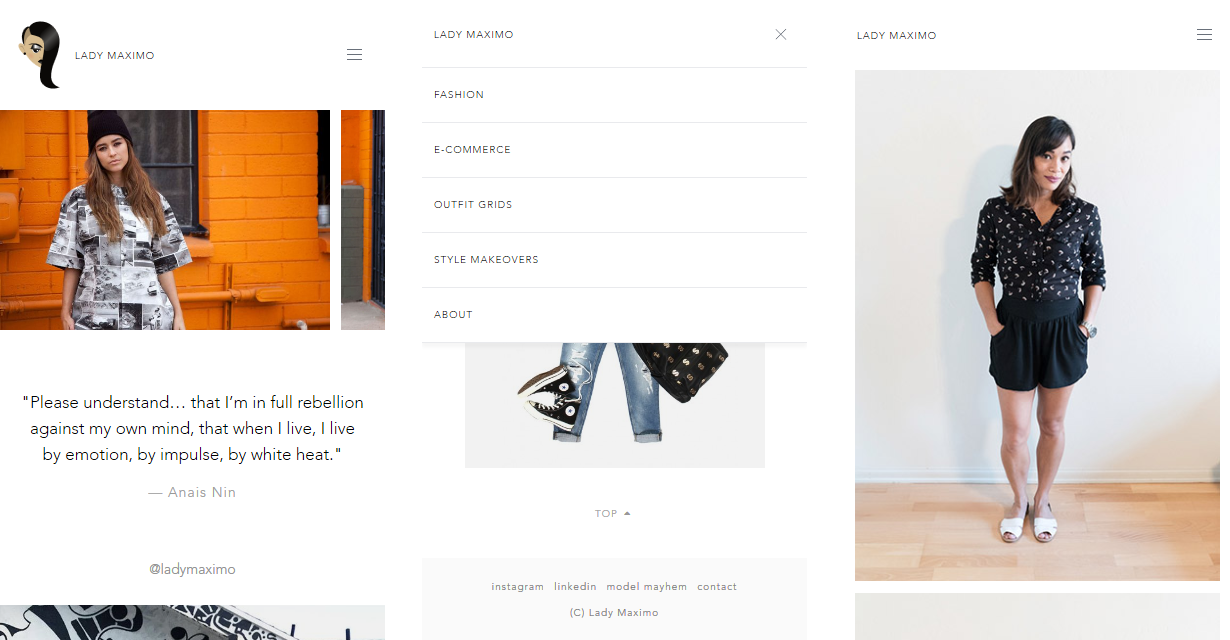 LADY MAXIMO
"Please understand… that I’m in full rebellion
against my own mind, that when I live, I live
by emotion, by impulse, by white heat."
— Anais Nin
@ladymaximo
LADY MAXIMO
FASHION
E-COMMERCE
OUTFIT GRIDS
STYLE MAKEOVERS
ABOUT
TOP
instagram linkedin model mayhem contact
(C) Lady Maximo
LADY MAXIMO